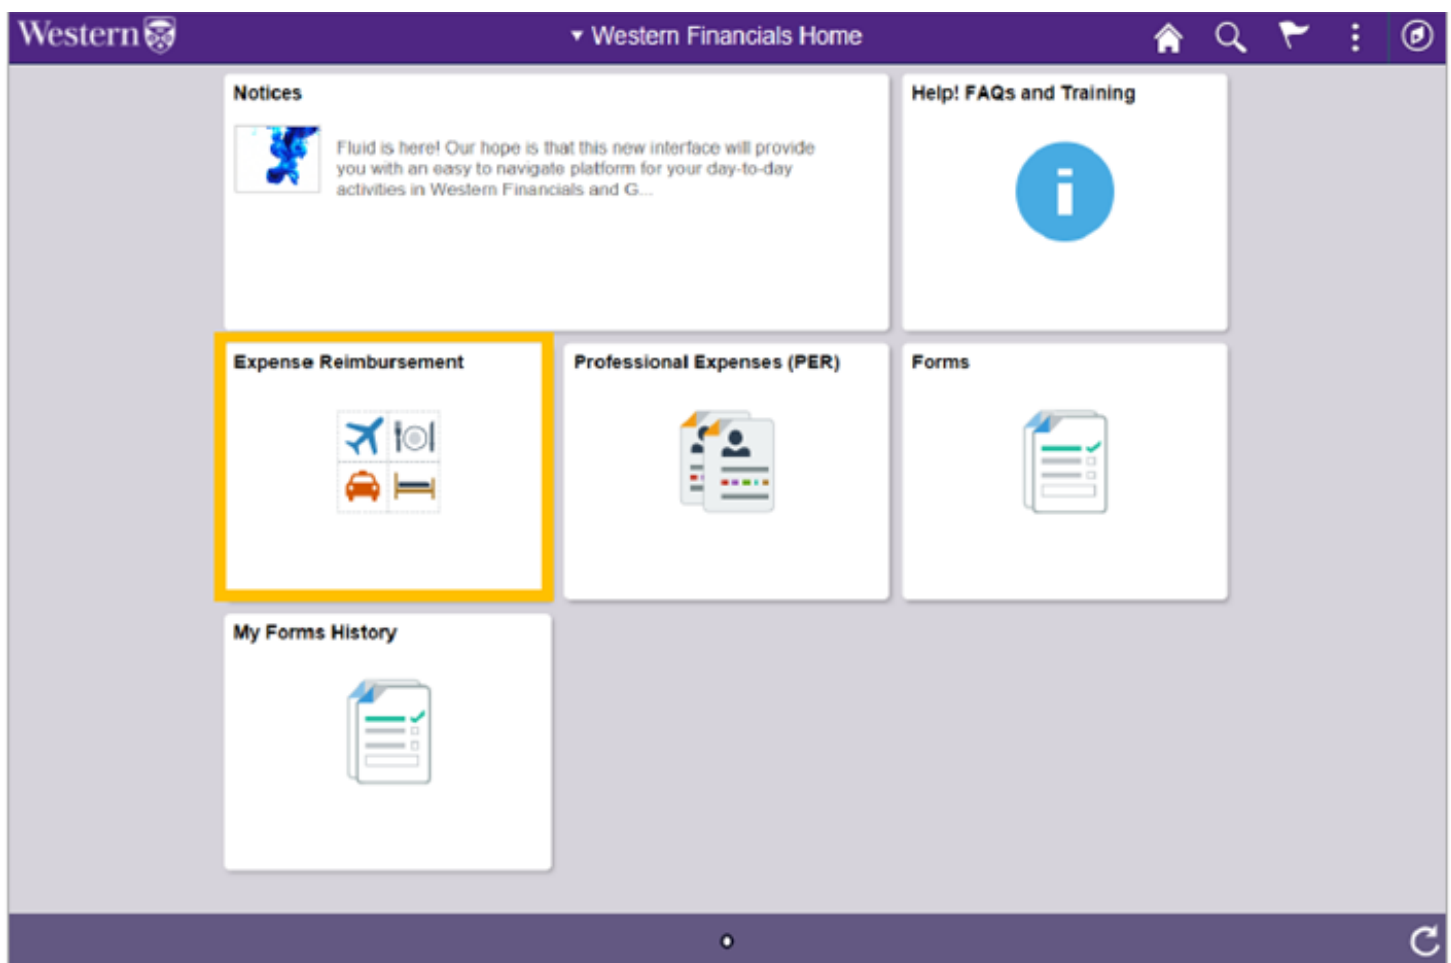 Western
Western Financials Home
Notices
Fluid is here! Our hope is that this new interface will provide
you with an easy to navigate platform for your day-to-day
activities in Western Financials and G...
Help! FAQs and Training
i
Expense Reimbursement
Professional Expenses (PER)
Forms
My Forms History